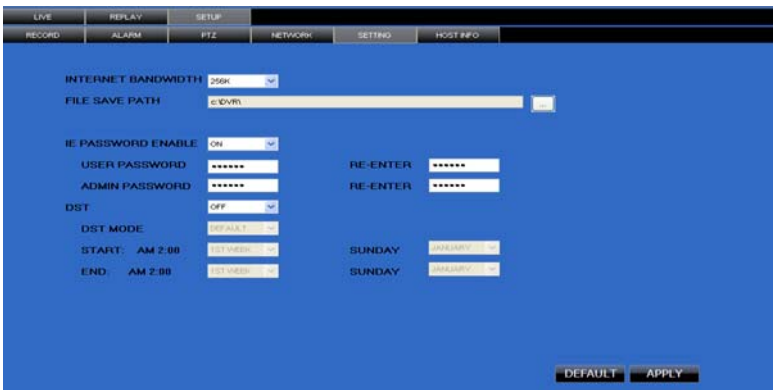 LIVE REPLAY SETUP
RECORD ALARM PTZ NETWORK SETTING HOST INFO
INTERNET BANDWIDTH 256K
FILE SAVE PATH c:\DVR\ ...
IE PASSWORD ENABLE ON
USER PASSWORD •••••• RE-ENTER ••••••
ADMIN PASSWORD •••••• RE-ENTER ••••••
DST OFF
DST MODE DEFAULT
START: AM 2:00 1ST WEEK SUNDAY JANUARY
END: AM 2:00 1ST WEEK SUNDAY JANUARY
DEFAULT APPLY